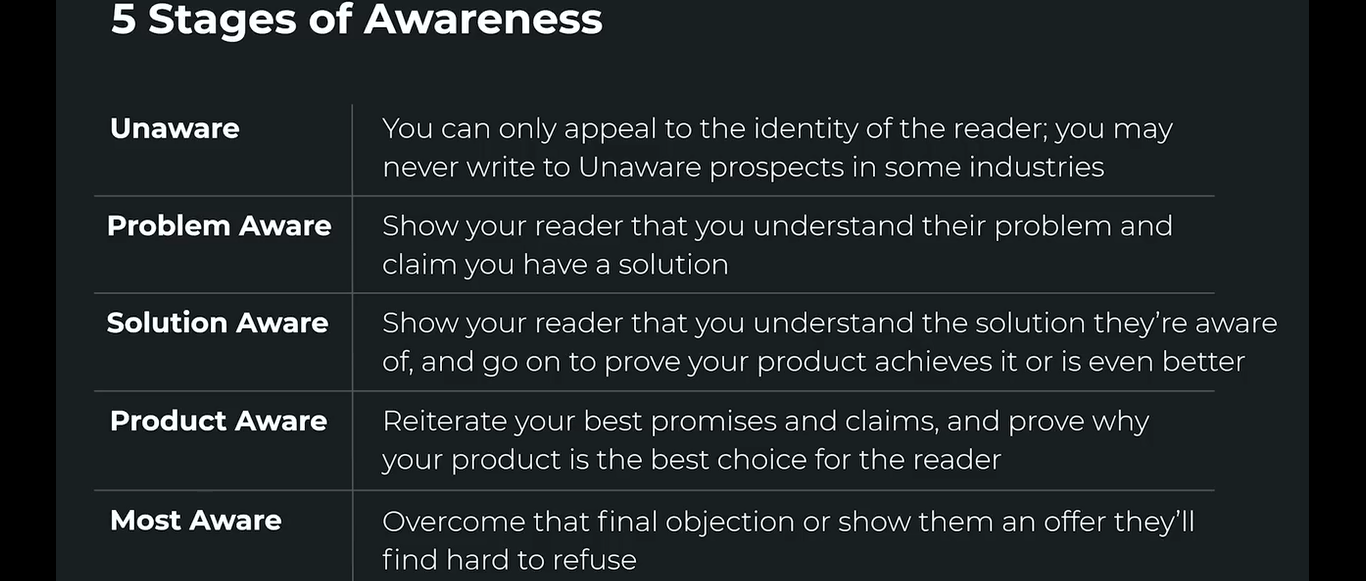 5 Stages of Awareness
Unaware
You can only appeal to the identity of the reader; you may
never write to Unaware prospects in some industries
Problem Aware
Show your reader that you understand their problem and
claim you have a solution
Solution Aware
Show your reader that you understand the solution they’re aware
of, and go on to prove your product achieves it or is even better
Product Aware
Reiterate your best promises and claims, and prove why
your product is the best choice for the reader
Most Aware
Overcome that final objection or show them an offer they’ll
find hard to refuse